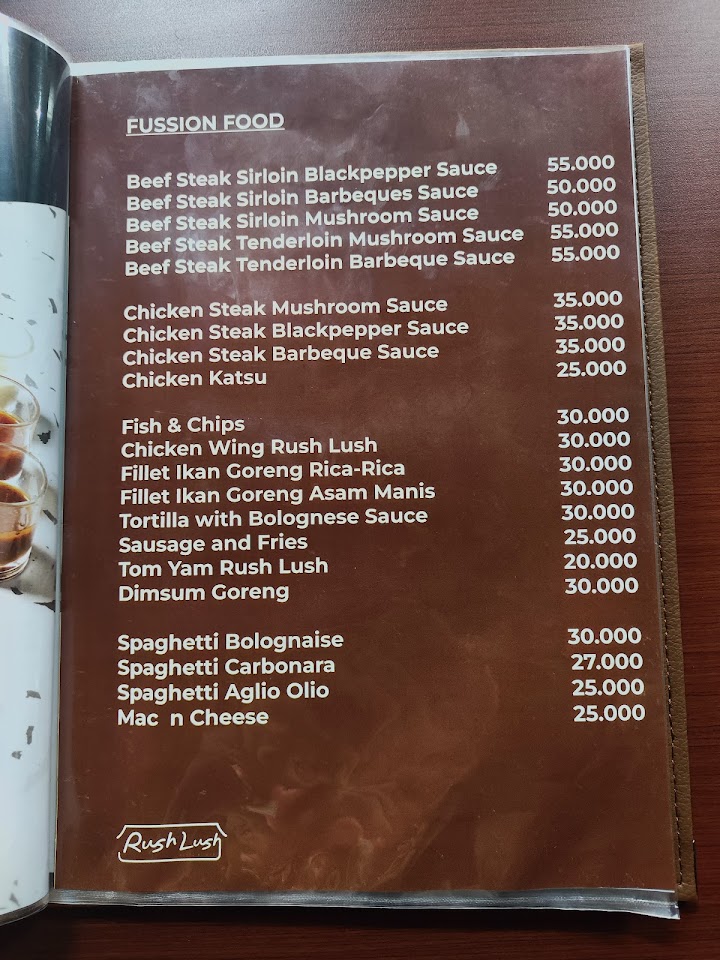 FUSSION FOOD
Beef Steak Sirloin Blackpepper Sauce 55.000
Beef Steak Sirloin Barbeques Sauce 50.000
Beef Steak Sirloin Mushroom Sauce 50.000
Beef Steak Tenderloin Mushroom Sauce 55.000
Beef Steak Tenderloin Barbeque Sauce 55.000
Chicken Steak Mushroom Sauce 35.000
Chicken Steak Blackpepper Sauce 35.000
Chicken Steak Barbeque Sauce 35.000
Chicken Katsu 25.000
Fish & Chips 30.000
Chicken Wing Rush Lush 30.000
Fillet Ikan Goreng Rica-Rica 30.000
Fillet Ikan Goreng Asam Manis 30.000
Tortilla with Bolognese Sauce 30.000
Sausage and Fries 25.000
Tom Yam Rush Lush 20.000
Dimsum Goreng 30.000
Spaghetti Bolognaise 30.000
Spaghetti Carbonara 27.000
Spaghetti Aglio Olio 25.000
Mac n Cheese 25.000
Rush Lush